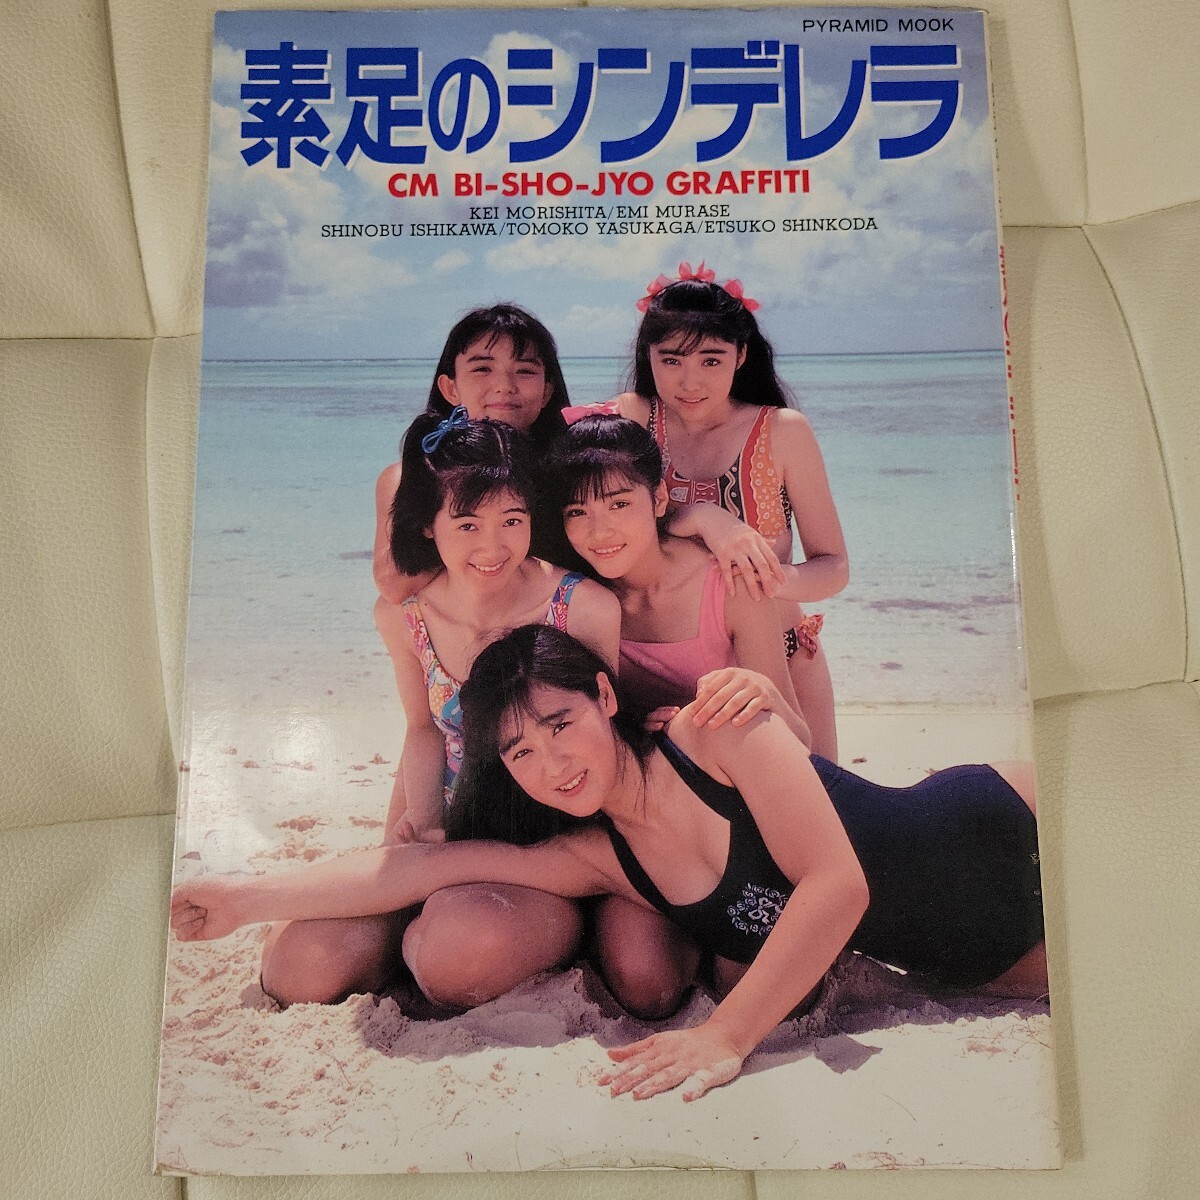 PYRAMID MOOK
素足のシンデレラ
CM BI-SHO-JYO GRAFFITI
KEI MORISHITA/EMI MURASE
SHINOBU ISHIKAWA/TOMOKO YASUKAGA/ETSUKO SHINKODA